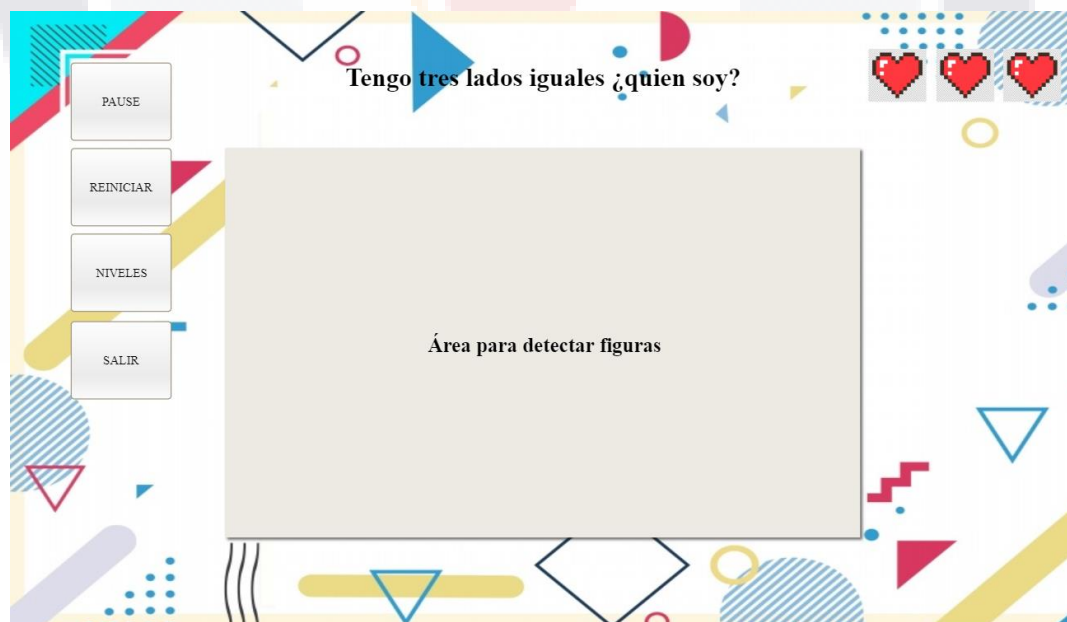 Tengo tres lados iguales ¿quien soy?
PAUSE
REINICIAR
NIVELES
SALIR
Área para detectar figuras